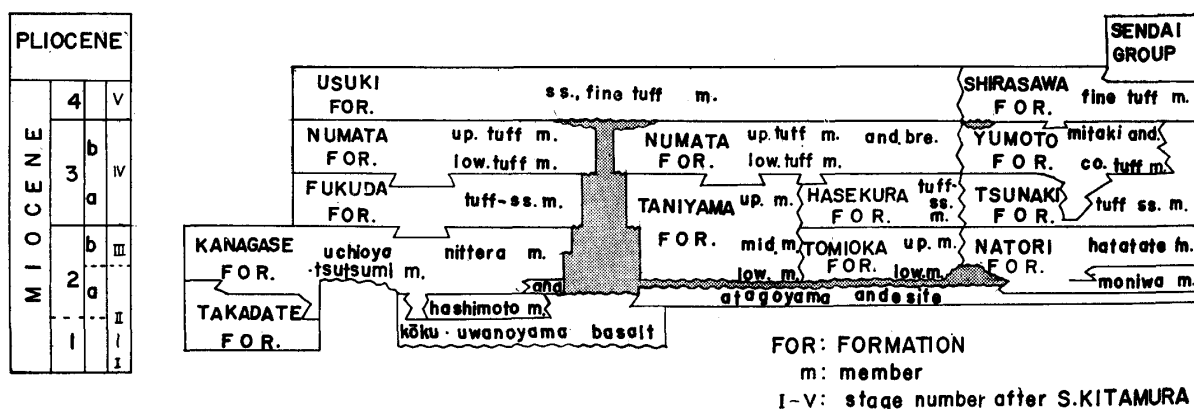 PLIOCENE
MIOCENE
4 V
3 b a IV
2 b a III
II
1 ~ I
SENDAI
GROUP
USUKI
FOR.
ss., fine tuff m.
SHIRASAWA
FOR. fine tuff m.
NUMATA
FOR.
up. tuff m.
low. tuff m.
NUMATA
FOR.
up. tuff m.
low. tuff m.
and. bre.
YUMOTO
FOR.
mitaki and.
co. tuff m.
FUKUDA
FOR.
tuff-ss. m.
TANIYAMA
FOR.
up. m.
mid. m.
low. m.
HASEKURA
FOR.
tuff-
ss.
m.
TSUNAKI
FOR.
tuff ss. m.
KANAGASE
FOR.
uchioya
·tsutsumi m.
nittera m.
and
TOMIOKA
FOR.
up. m.
low. m.
NATORI
FOR.
hatatate m.
moniwa m.
TAKADATE
FOR.
hashimoto m.
atagoyama andesite
kōku·uwanoyama basalt
FOR: FORMATION
m: member
I~V: stage number after S.KITAMURA